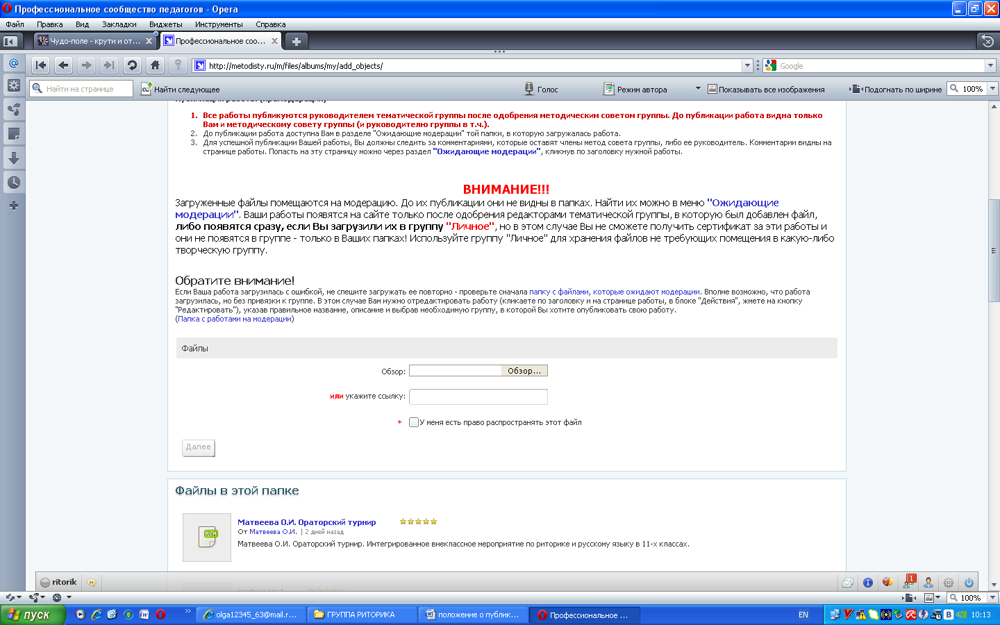 Профессиональное сообщество педагогов - Opera
Файл Правка Вид Закладки Виджеты Инструменты Справка
Чудо-поле - крути и от... Профессиональное соо...
http://metodisty.ru/m/files/albums/my/add_objects/ Google
Найти на странице Найти следующее Голос Режим автора Показывать все изображения Подогнать по ширине 100%
1. Все работы публикуются руководителем тематической группы после одобрения методическим советом группы. До публикации работа видна только
Вам и методическому совету группы (и руководителю группы в т.ч.).
2. До публикации работа доступна Вам в разделе "Ожидающие модерации" той папки, в которую загружалась работа.
3. Для успешной публикации Вашей работы, Вы должны следить за комментариями, которые оставят члены метод совета группы, либо ее руководитель. Комментарии видны на
странице работы. Попасть на эту страницу можно через раздел "Ожидающие модерации", кликнув по заголовку нужной работы.
ВНИМАНИЕ!!!
Загруженные файлы помещаются на модерацию. До их публикации они не видны в папках. Найти их можно в меню "Ожидающие
модерации". Ваши работы появятся на сайте только после одобрения редакторами тематической группы, в которую был добавлен файл,
либо появятся сразу, если Вы загрузили их в группу "Личное", но в этом случае Вы не сможете получить сертификат за эти работы и
они не появятся в группе - только в Ваших папках! Используйте группу "Личное" для хранения файлов не требующих помещения в какую-либо
творческую группу.
Обратите внимание!
Если Ваша работа загрузилась с ошибкой, не спешите загружать ее повторно - проверьте сначала папку с файлами, которые ожидают модерации. Вполне возможно, что работа
загрузилась, но без привязки к группе. В этом случае Вам нужно отредактировать работу (кликаете по заголовку и на странице работы, в блоке "Действия", жмете на кнопку
"Редактировать"), указав правильное название, описание и выбрав необходимую группу, в которой Вы хотите опубликовать свою работу.
(Папка с работами на модерации)
Файлы
Обзор: Обзор...
или укажите ссылку:
* У меня есть право распространять этот файл
Далее
Файлы в этой папке
FLA
Матвеева О.И. Ораторский турнир
От Матвеева О.И. | 2 дней назад
Матвеева О.И. Ораторский турнир. Интегрированное внеклассное мероприятие по риторике и русскому языку в 11-х классах.
ritorik 1
100%
пуск olga12345_63@mail.r... ГРУППА РИТОРИКА положение о публик... Профессиональное ... EN 10:13